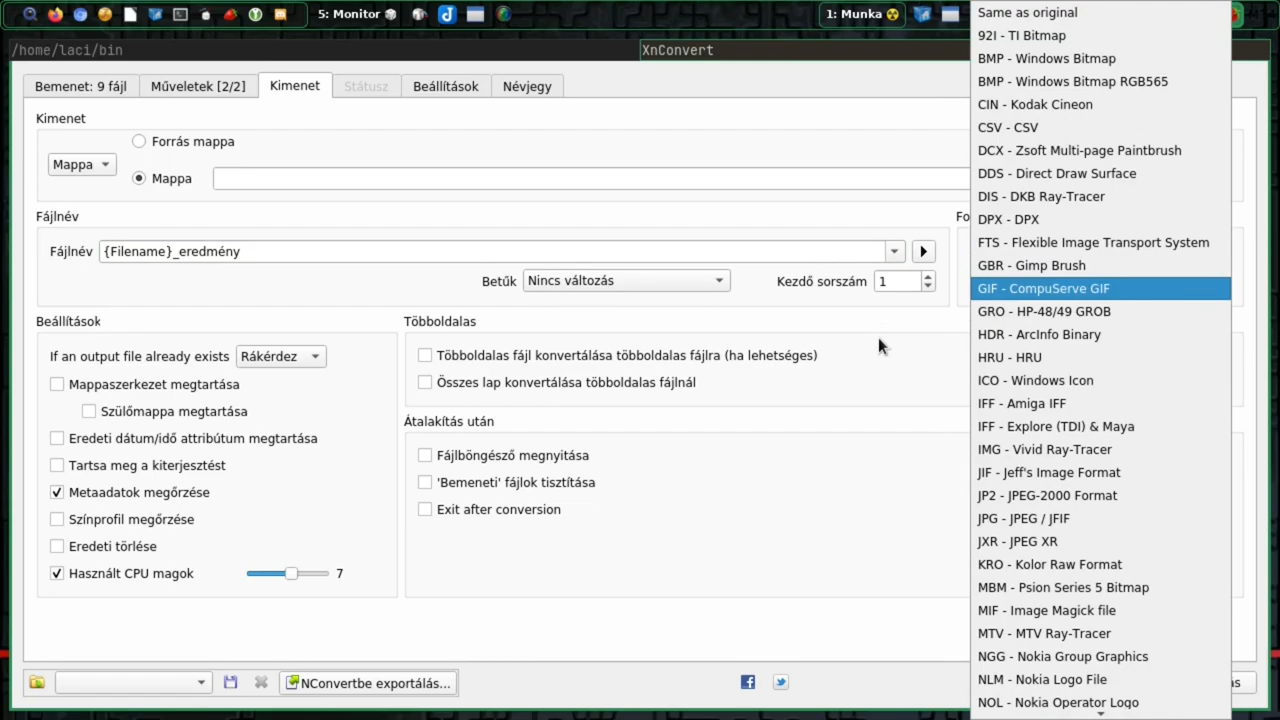 5: Monitor
1: Munka
/home/laci/bin
XnConvert
Bemenet: 9 fájl
Műveletek [2/2]
Kimenet
Státusz
Beállítások
Névjegy
Kimenet
Mappa
Forrás mappa
Mappa
Fájlnév
Fájlnév
{Filename}_eredmény
Betűk
Nincs változás
Kezdő sorszám
1
Fo
Beállítások
If an output file already exists
Rákérdez
Mappaszerkezet megtartása
Szülőmappa megtartása
Eredeti dátum/idő attribútum megtartása
Tartsa meg a kiterjesztést
Metaadatok megőrzése
Színprofil megőrzése
Eredeti törlése
Használt CPU magok
7
Többoldalas
Többoldalas fájl konvertálása többoldalas fájlra (ha lehetséges)
Összes lap konvertálása többoldalas fájlnál
Átalakítás után
Fájlböngésző megnyitása
'Bemeneti' fájlok tisztítása
Exit after conversion
NConvertbe exportálás...
ás
Same as original
92I - TI Bitmap
BMP - Windows Bitmap
BMP - Windows Bitmap RGB565
CIN - Kodak Cineon
CSV - CSV
DCX - Zsoft Multi-page Paintbrush
DDS - Direct Draw Surface
DIS - DKB Ray-Tracer
DPX - DPX
FTS - Flexible Image Transport System
GBR - Gimp Brush
GIF - CompuServe GIF
GRO - HP-48/49 GROB
HDR - ArcInfo Binary
HRU - HRU
ICO - Windows Icon
IFF - Amiga IFF
IFF - Explore (TDI) & Maya
IMG - Vivid Ray-Tracer
JIF - Jeff's Image Format
JP2 - JPEG-2000 Format
JPG - JPEG / JFIF
JXR - JPEG XR
KRO - Kolor Raw Format
MBM - Psion Series 5 Bitmap
MIF - Image Magick file
MTV - MTV Ray-Tracer
NGG - Nokia Group Graphics
NLM - Nokia Logo File
NOL - Nokia Operator Logo